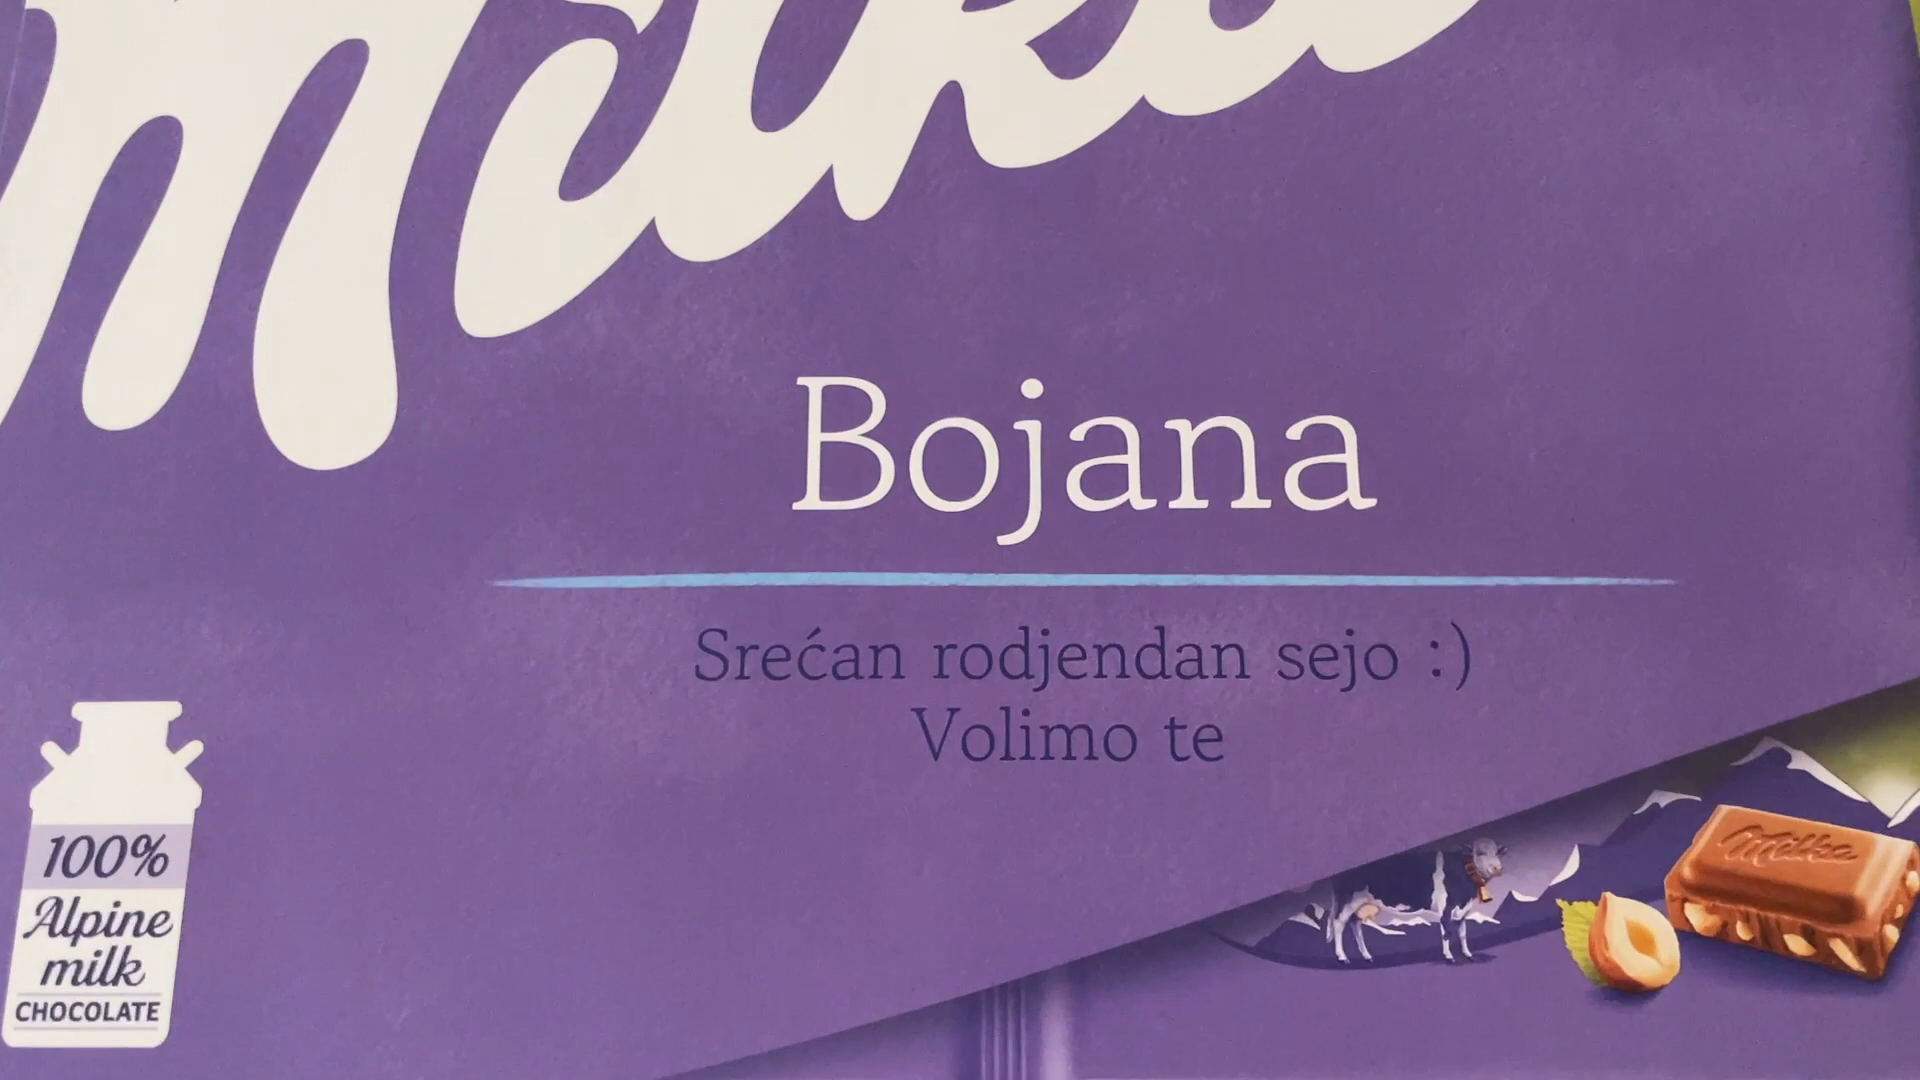 Milka
Bojana
Srećan rodjendan sejo :)
Volimo te
100%
Alpine
milk
CHOCOLATE
Milka